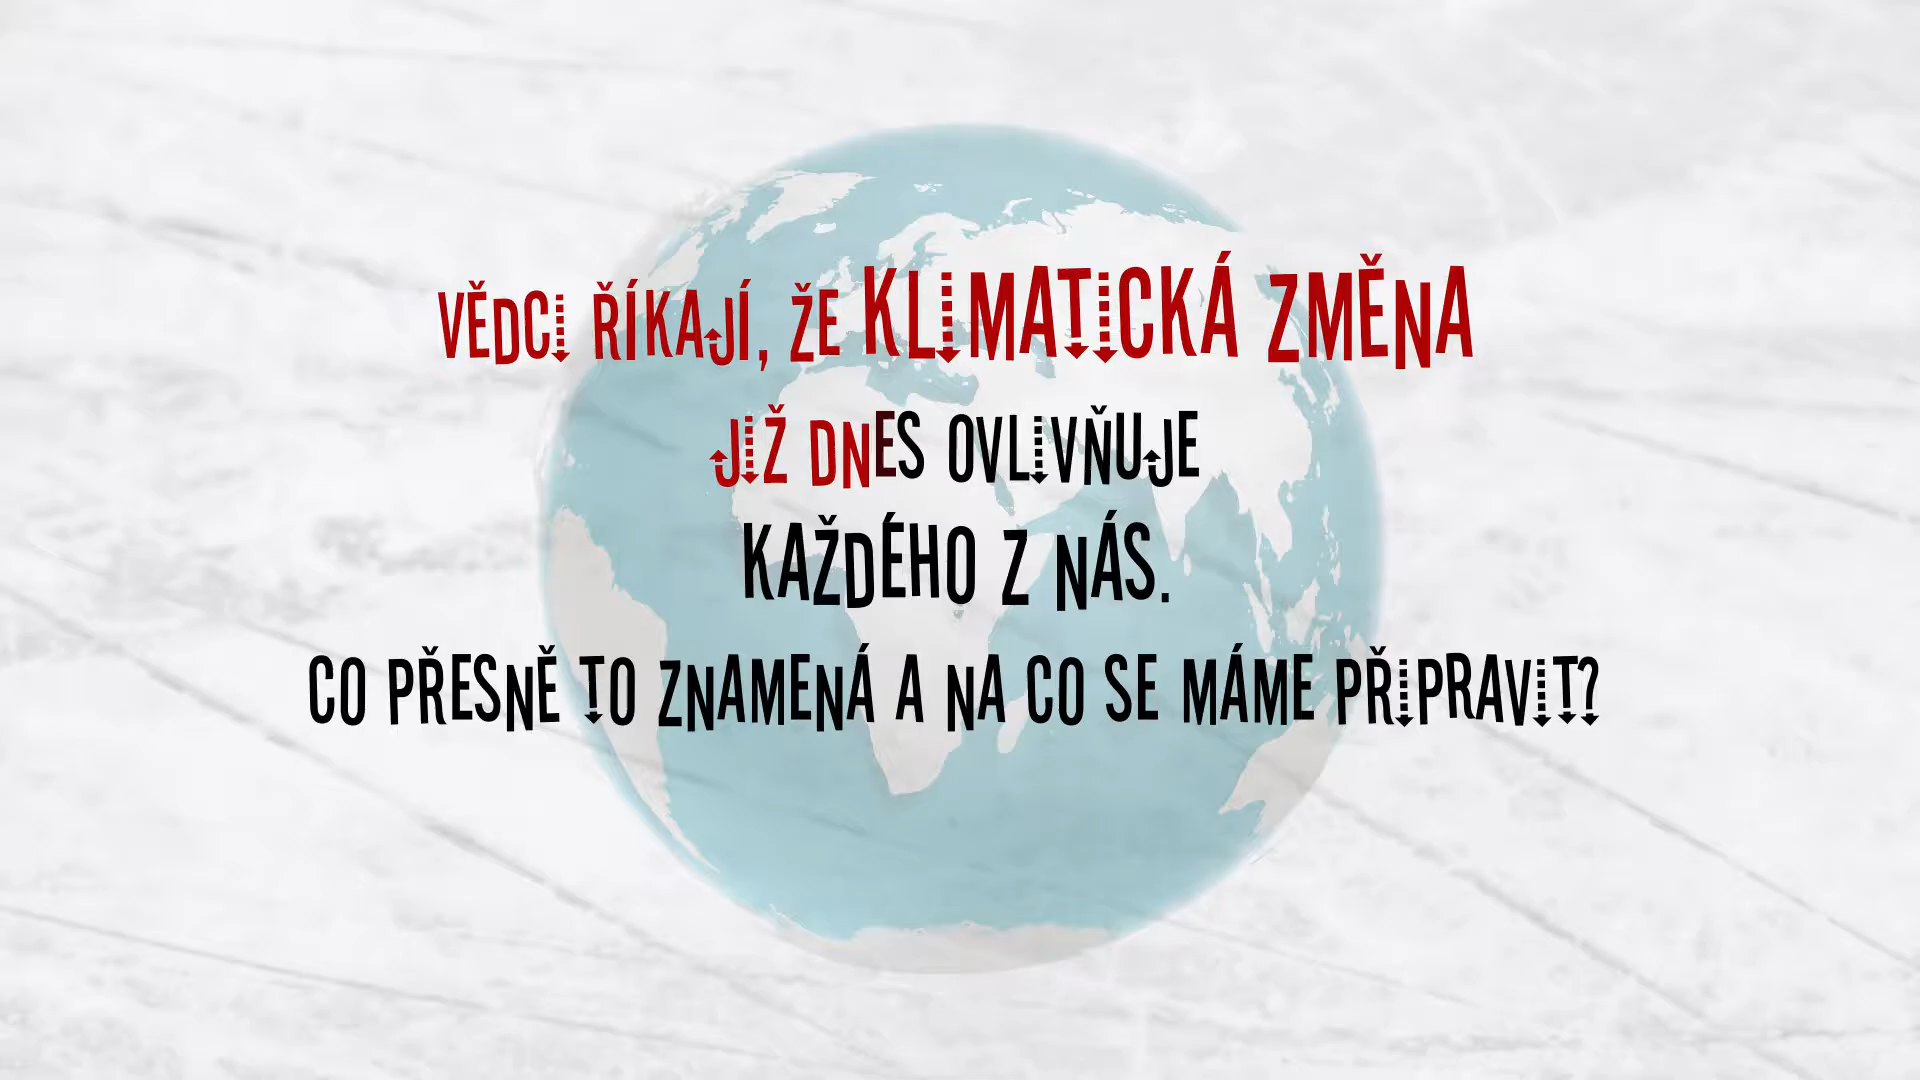 VĚDCI ŘÍKAJÍ, ŽE KLIMATICKÁ ZMĚNA
JIŽ DNES OVLIVŇUJE
KAŽDÉHO Z NÁS.
CO PŘESNĚ TO ZNAMENÁ A NA CO SE MÁME PŘIPRAVIT?